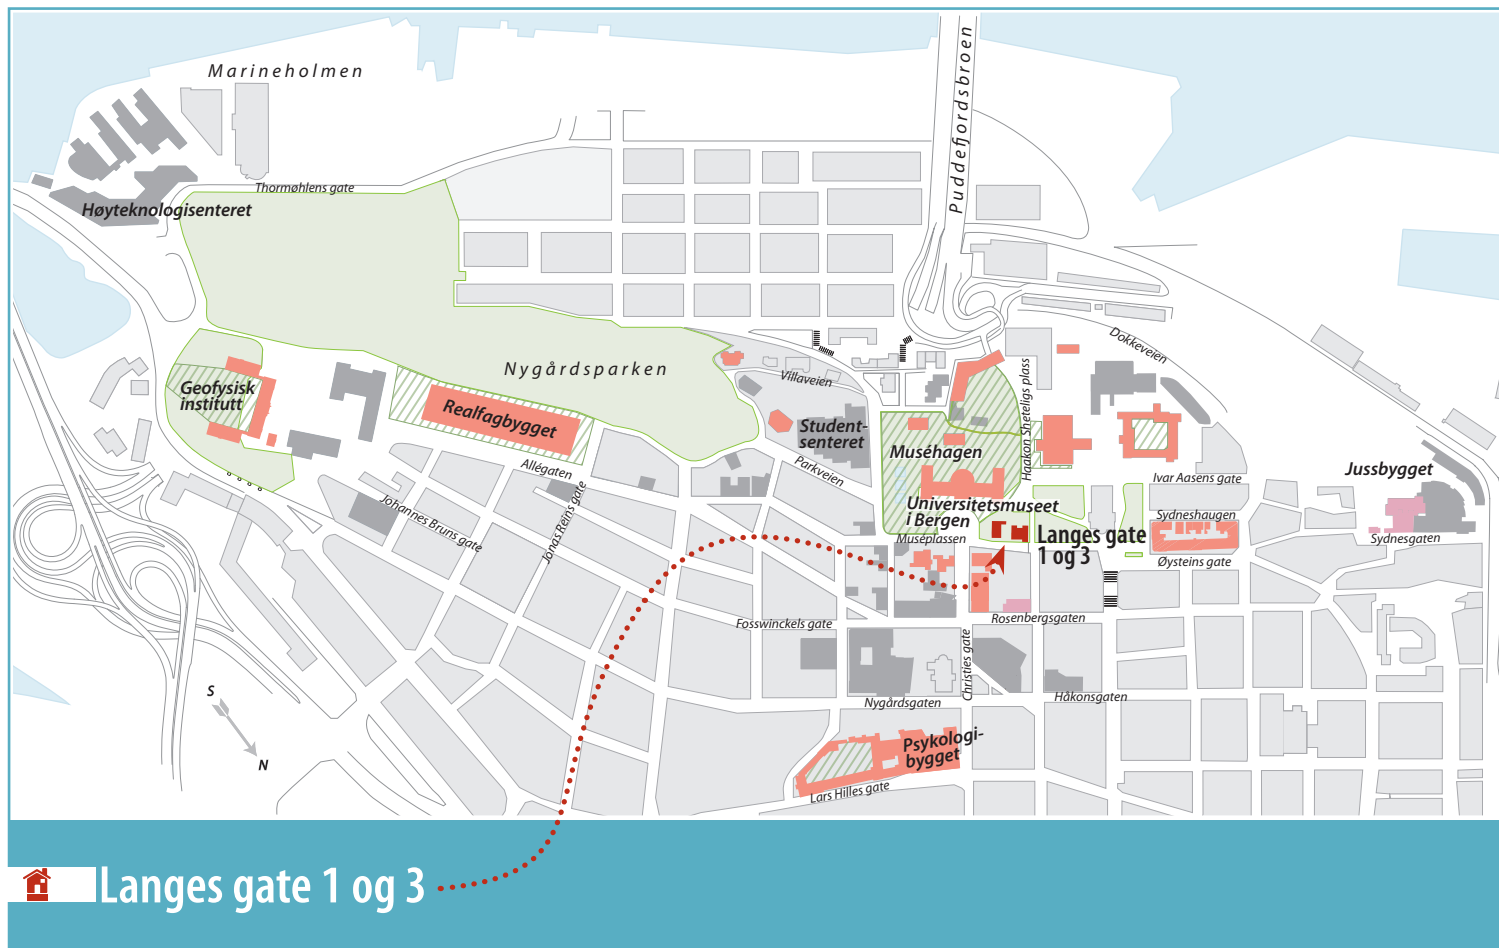 Marineholmen
Puddefjordsbroen
Thormøhlens gate
Høyteknologisenteret
Dokkeveien
Nygårdsparken
Villaveien
Haakon Sheteligs plass
Geofysisk
institutt
Realfagbygget
Student-
senteret
Muséhagen
Parkveien
Allégaten
Jussbygget
Ivar Aasens gate
Johannes Bruns gate
Jonas Reins gate
Universitetsmuseet
i Bergen
Sydneshaugen
Museplassen
Langes gate
1 og 3
Sydnesgaten
Øysteins gate
Fosswinckels gate
Rosenbergsgaten
Christies gate
S
N
Nygårdsgaten
Håkonsgaten
Psykologi-
bygget
Lars Hilles gate
Langes gate 1 og 3